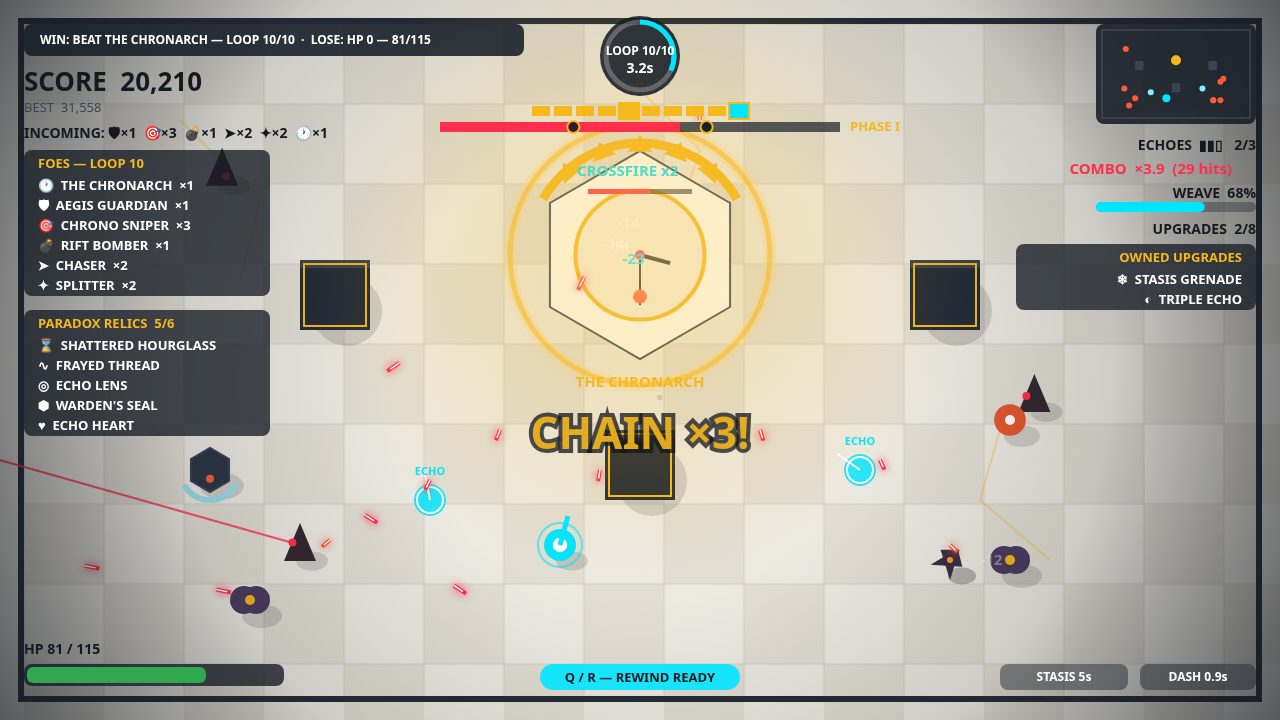 WIN: BEAT THE CHRONARCH — LOOP 10/10 · LOSE: HP 0 — 81/115
LOOP 10/10
3.2s
SCORE 20,210
BEST 31,558
INCOMING: ×1 ×3 ×1 ➤×2 ✦×2 ×1
FOES — LOOP 10
THE CHRONARCH ×1
AEGIS GUARDIAN ×1
CHRONO SNIPER ×3
RIFT BOMBER ×1
➤ CHASER ×2
✦ SPLITTER ×2
PARADOX RELICS 5/6
SHATTERED HOURGLASS
∿ FRAYED THREAD
◎ ECHO LENS
⬢ WARDEN'S SEAL
♥ ECHO HEART
PHASE I
CROSSFIRE x2
-14
-23
THE CHRONARCH
CHAIN ×3!
ECHO
ECHO
2
ECHOES ▮▮▯ 2/3
COMBO ×3.9 (29 hits)
WEAVE 68%
UPGRADES 2/8
OWNED UPGRADES
❄ STASIS GRENADE
TRIPLE ECHO
HP 81 / 115
Q / R — REWIND READY
STASIS 5s
DASH 0.9s